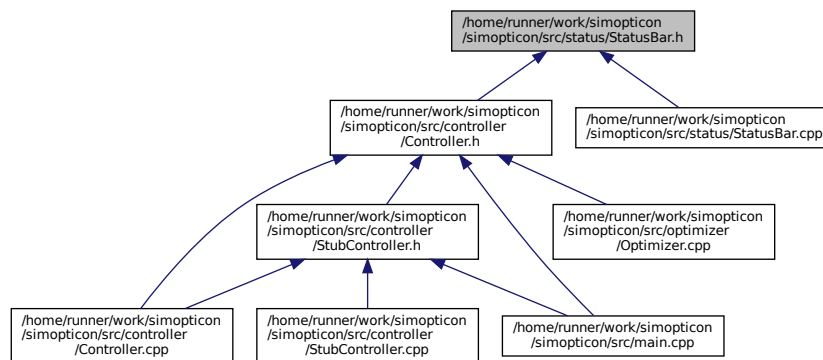 /home/runner/work/simopticon
/simopticon/src/status/StatusBar.h
/home/runner/work/simopticon
/simopticon/src/controller
/Controller.h
/home/runner/work/simopticon
/simopticon/src/status/StatusBar.cpp
/home/runner/work/simopticon
/simopticon/src/controller
/StubController.h
/home/runner/work/simopticon
/simopticon/src/optimizer
/Optimizer.cpp
/home/runner/work/simopticon
/simopticon/src/controller
/Controller.cpp
/home/runner/work/simopticon
/simopticon/src/controller
/StubController.cpp
/home/runner/work/simopticon
/simopticon/src/main.cpp